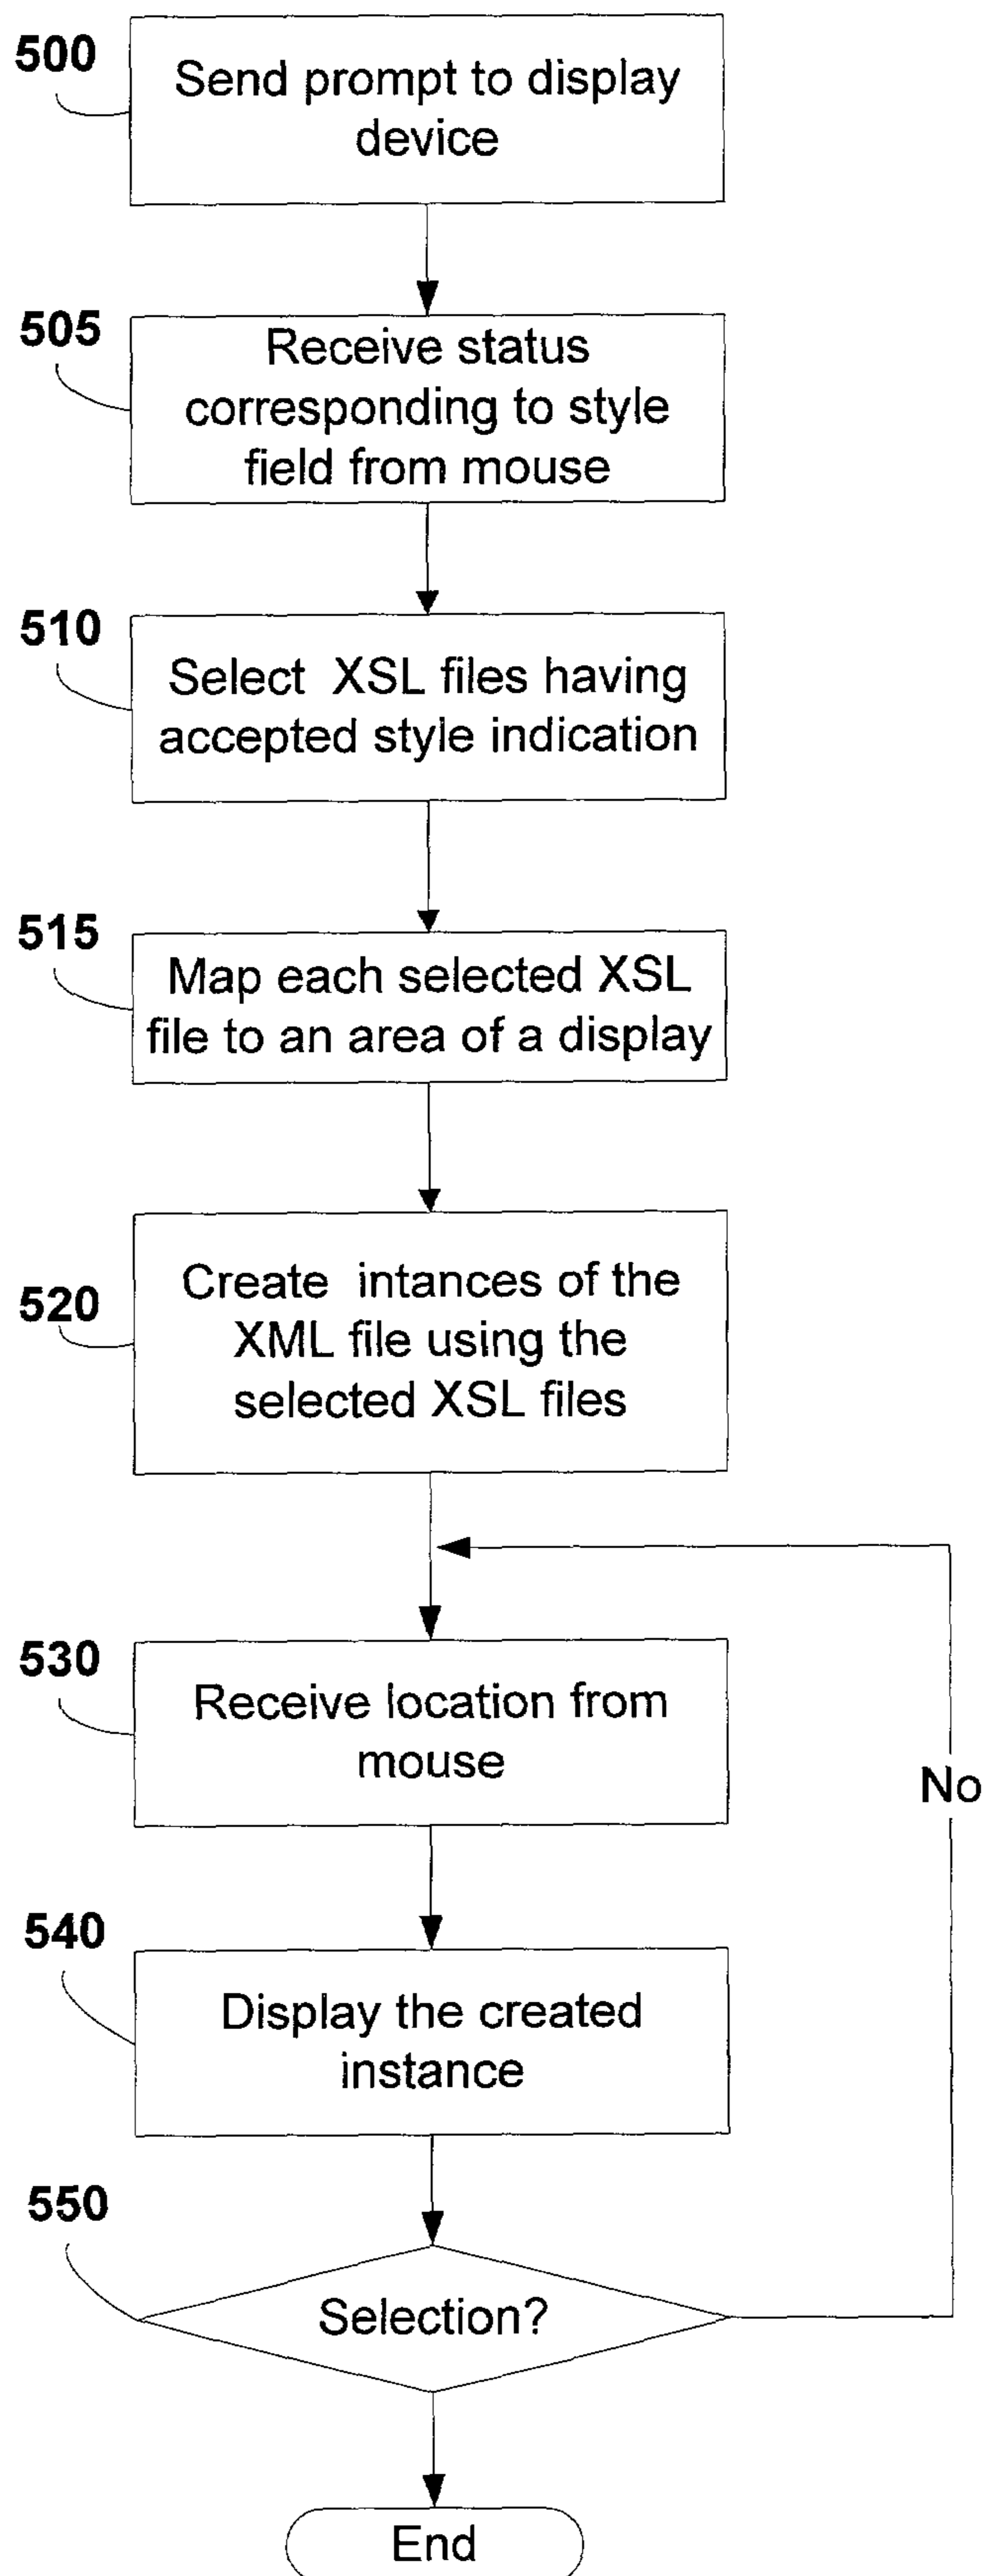 500
Send prompt to display
device
505
Receive status
corresponding to style
field from mouse
510
Select XSL files having
accepted style indication
515
Map each selected XSL
file to an area of a display
520
Create intances of the
XML file using the
selected XSL files
530
Receive location from
mouse
No
540
Display the created
instance
550
Selection?
End